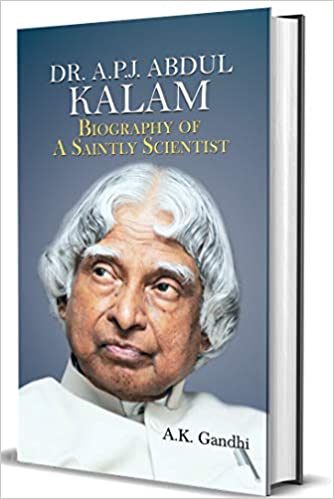 DR. A.P.J. ABDUL
KALAM
BIOGRAPHY OF
A SAINTLY SCIENTIST
A.K. Gandhi